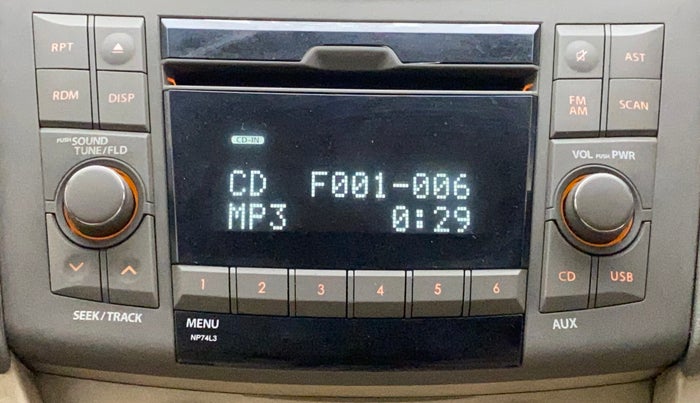 RPT
AST
RDM
DISP
FM
AM
SCAN
PUSH SOUND
TUNE/FLD
VOL PUSH PWR
CD-IN
CD F001-006
MP3 0:29
1 2 3 4 5 6
CD
USB
SEEK/TRACK
MENU
NP74L3
AUX